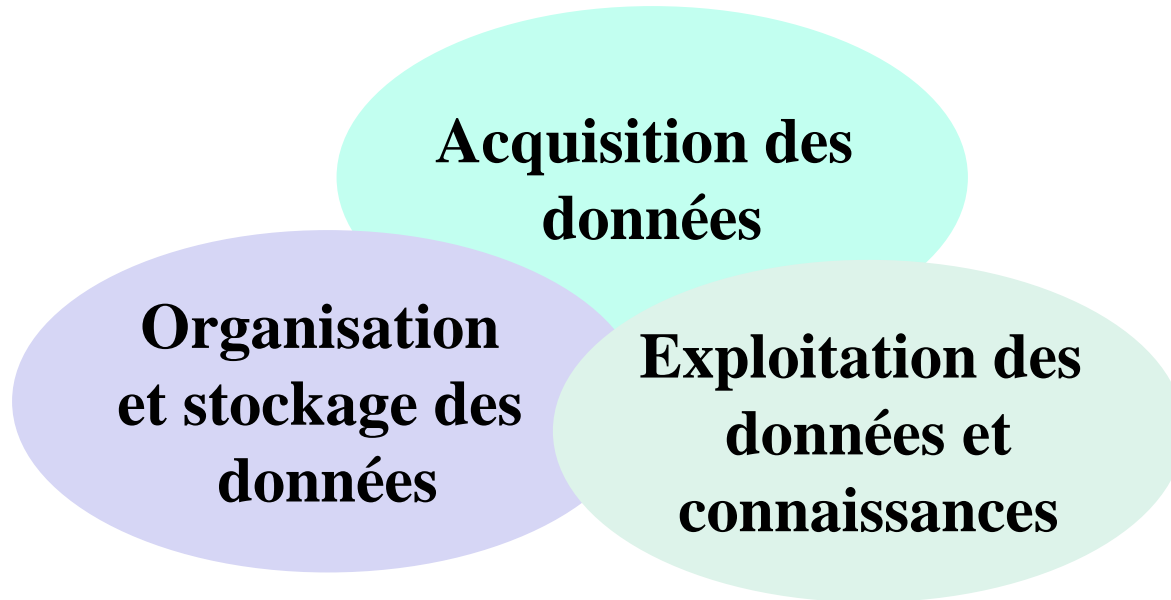 Acquisition des
données
Organisation
et stockage des
données
Exploitation des
données et
connaissances